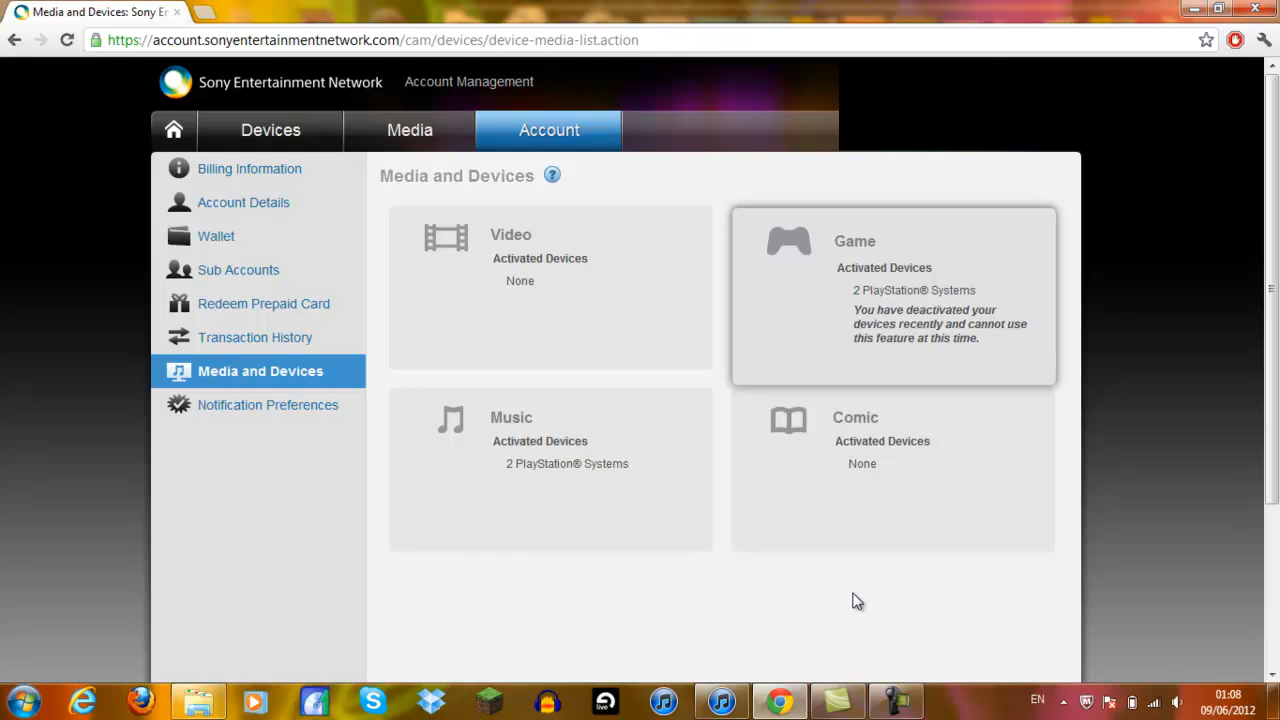 Media and Devices: Sony Er
https://account.sonyentertainmentnetwork.com/cam/devices/device-media-list.action
Sony Entertainment Network
Account Management
Devices
Media
Account
Billing Information
Account Details
Wallet
Sub Accounts
Redeem Prepaid Card
Transaction History
Media and Devices
Notification Preferences
Media and Devices ?
Video
Activated Devices
None
Game
Activated Devices
2 PlayStation® Systems
You have deactivated your
devices recently and cannot use
this feature at this time.
Music
Activated Devices
2 PlayStation® Systems
Comic
Activated Devices
None
live
EN
01:08
09/06/2012